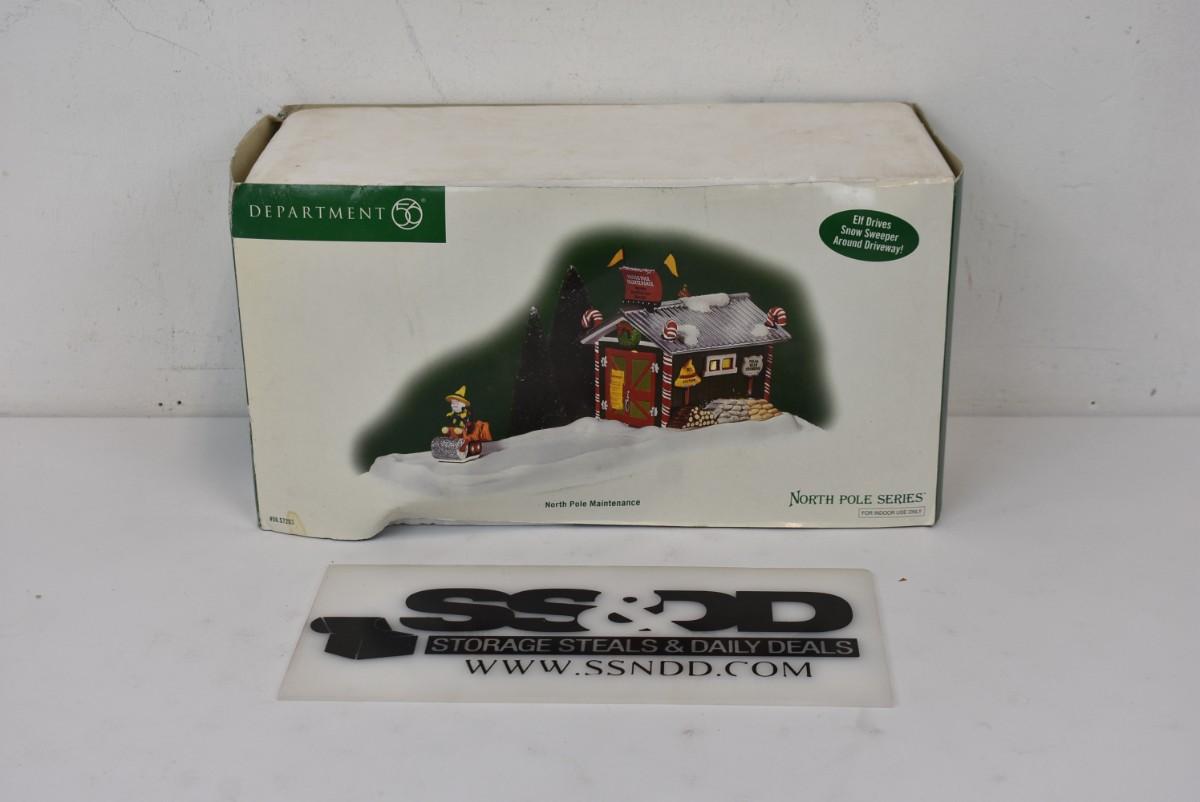 DEPARTMENT 56®
Elf Drives
Snow Sweeper
Around Driveway!
North Pole Maintenance
NORTH POLE SERIES™
FOR INDOOR USE ONLY
SS&DD
STORAGE STEALS & DAILY DEALS
WWW.SSNDD.COM